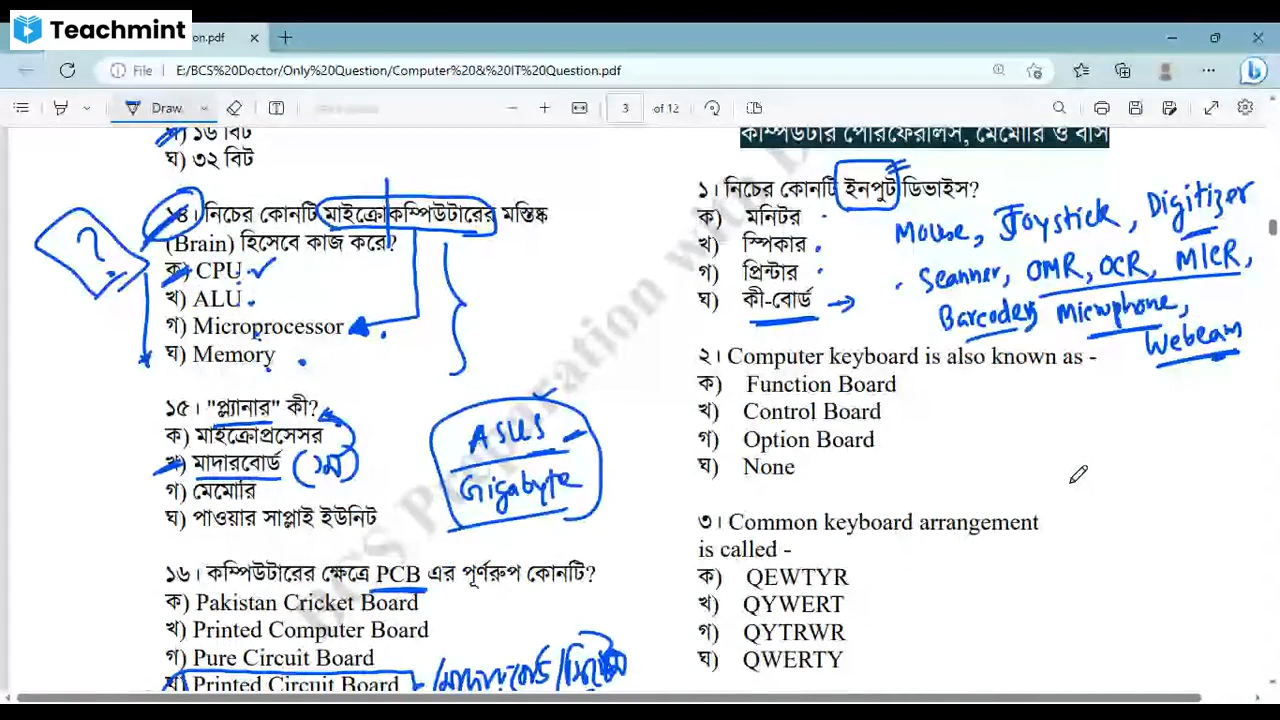 Teachmint
on.pdf
File E:/BCS%20Doctor/Only%20Question/Computer%20&%20IT%20Question.pdf
Draw
3 of 12
১৬ বিট
ঘ) ৩২ বিট
১৪। নিচের কোনটি মাইক্রোকম্পিউটারের মস্তিষ্ক
(Brain) হিসেবে কাজ করে?
ক) CPU
খ) ALU
গ) Microprocessor
ঘ) Memory
?
১৫। "প্ল্যানার" কী?
ক) মাইক্রোপ্রসেসর
খ) মাদারবোর্ড
গ) মেমোরি
ঘ) পাওয়ার সাপ্লাই ইউনিট
ASUS
Gigabyte
১৬। কম্পিউটারের ক্ষেত্রে PCB এর পূর্ণরুপ কোনটি?
ক) Pakistan Cricket Board
খ) Printed Computer Board
গ) Pure Circuit Board
ঘ) Printed Circuit Board
কম্পিউটার পেরিফেরালস, মেমোরি ও বাস
১। নিচের কোনটি ইনপুট ডিভাইস?
ক) মনিটর
খ) স্পিকার
গ) প্রিন্টার
ঘ) কী-বোর্ড
Mouse, Joystick, Digitizer
Scanner, OMR, OCR, MICR,
Barcode, Microphone,
Webcam
২। Computer keyboard is also known as -
ক) Function Board
খ) Control Board
গ) Option Board
ঘ) None
৩। Common keyboard arrangement
is called -
ক) QEWTYR
খ) QYWERT
গ) QYTRWR
ঘ) QWERTY